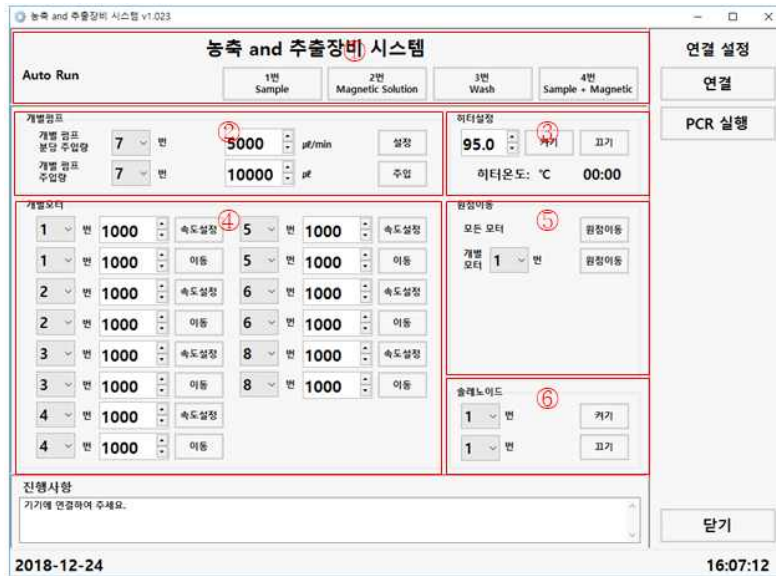 농축 and 추출장비 시스템 v1.023
농축 and 추출장비 시스템
①
Auto Run
1번 Sample
2번 Magnetic Solution
3번 Wash
4번 Sample + Magnetic
연결 설정
연결
PCR 실행
개별펌프
②
개별 펌프 분당 주입량 7 번 5000 µℓ/min 설정
개별 펌프 주입량 7 번 10000 µℓ 주입
히터설정
③
95.0 켜기 끄기
히터온도: ℃ 00:00
개별모터
④
1 번 1000 속도설정 5 번 1000 속도설정
1 번 1000 이동 5 번 1000 이동
2 번 1000 속도설정 6 번 1000 속도설정
2 번 1000 이동 6 번 1000 이동
3 번 1000 속도설정 8 번 1000 속도설정
3 번 1000 이동 8 번 1000 이동
4 번 1000 속도설정
4 번 1000 이동
원점이동
⑤
모든 모터 원점이동
개별 모터 1 번 원점이동
솔레노이드
⑥
1 번 켜기
1 번 끄기
진행사항
기기에 연결하여 주세요.
닫기
2018-12-24
16:07:12